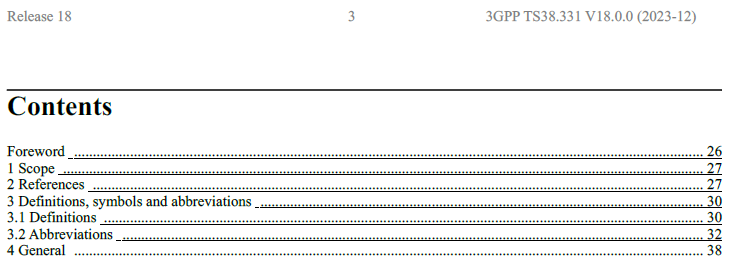 Release 18 3 3GPP TS38.331 V18.0.0 (2023-12)
Contents
Foreword ........ 26
1 Scope ........ 27
2 References ........ 27
3 Definitions, symbols and abbreviations ........ 30
3.1 Definitions ........ 30
3.2 Abbreviations ........ 32
4 General ........ 38